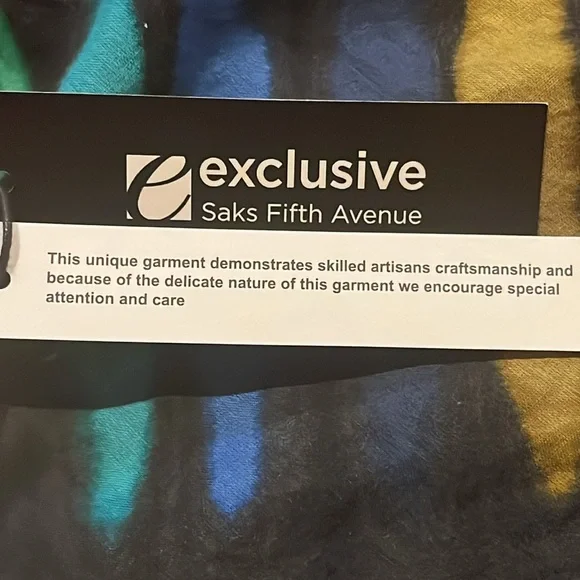 exclusive
Saks Fifth Avenue
This unique garment demonstrates skilled artisans craftsmanship and
because of the delicate nature of this garment we encourage special
attention and care